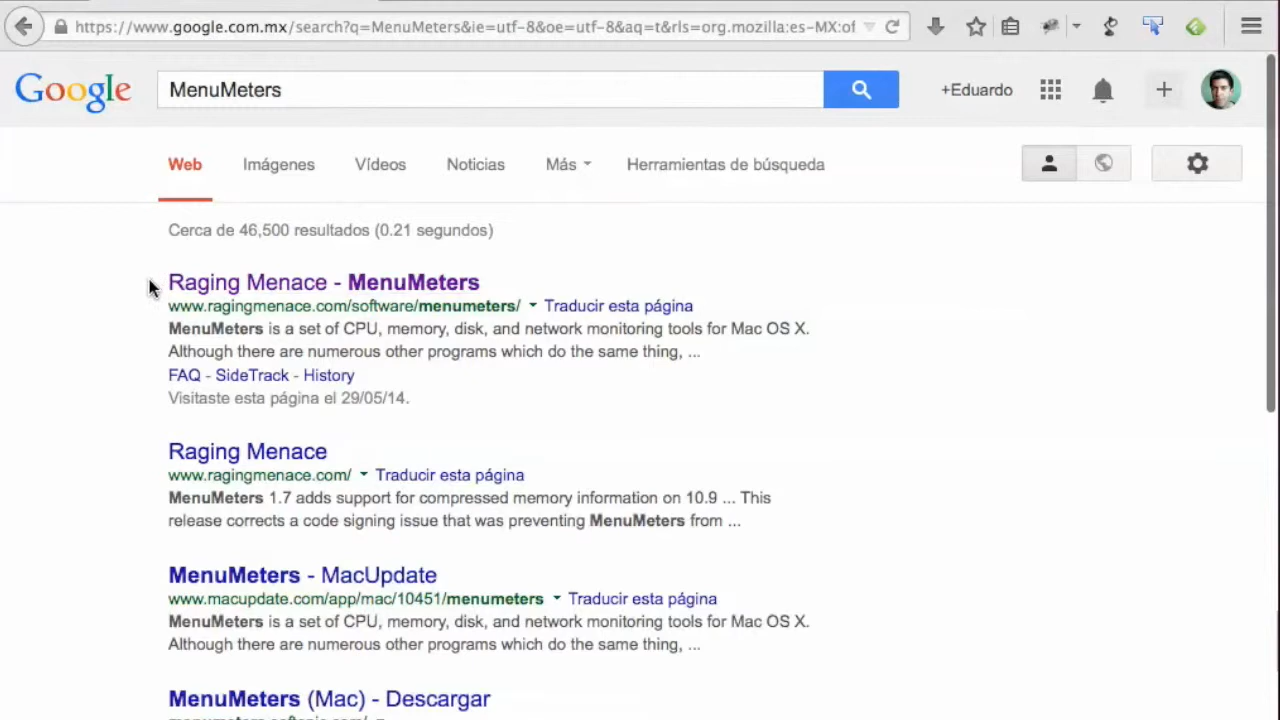 https://www.google.com.mx/search?q=MenuMeters&ie=utf-8&oe=utf-8&aq=t&rls=org.mozilla:es-MX:of
Google
MenuMeters
+Eduardo
Web
Imágenes
Vídeos
Noticias
Más
Herramientas de búsqueda
Cerca de 46,500 resultados (0.21 segundos)
Raging Menace - MenuMeters
www.ragingmenace.com/software/menumeters/ Traducir esta página
MenuMeters is a set of CPU, memory, disk, and network monitoring tools for Mac OS X.
Although there are numerous other programs which do the same thing, ...
FAQ - SideTrack - History
Visitaste esta página el 29/05/14.
Raging Menace
www.ragingmenace.com/ Traducir esta página
MenuMeters 1.7 adds support for compressed memory information on 10.9 ... This
release corrects a code signing issue that was preventing MenuMeters from ...
MenuMeters - MacUpdate
www.macupdate.com/app/mac/10451/menumeters Traducir esta página
MenuMeters is a set of CPU, memory, disk, and network monitoring tools for Mac OS X.
Although there are numerous other programs which do the same thing, ...
MenuMeters (Mac) - Descargar